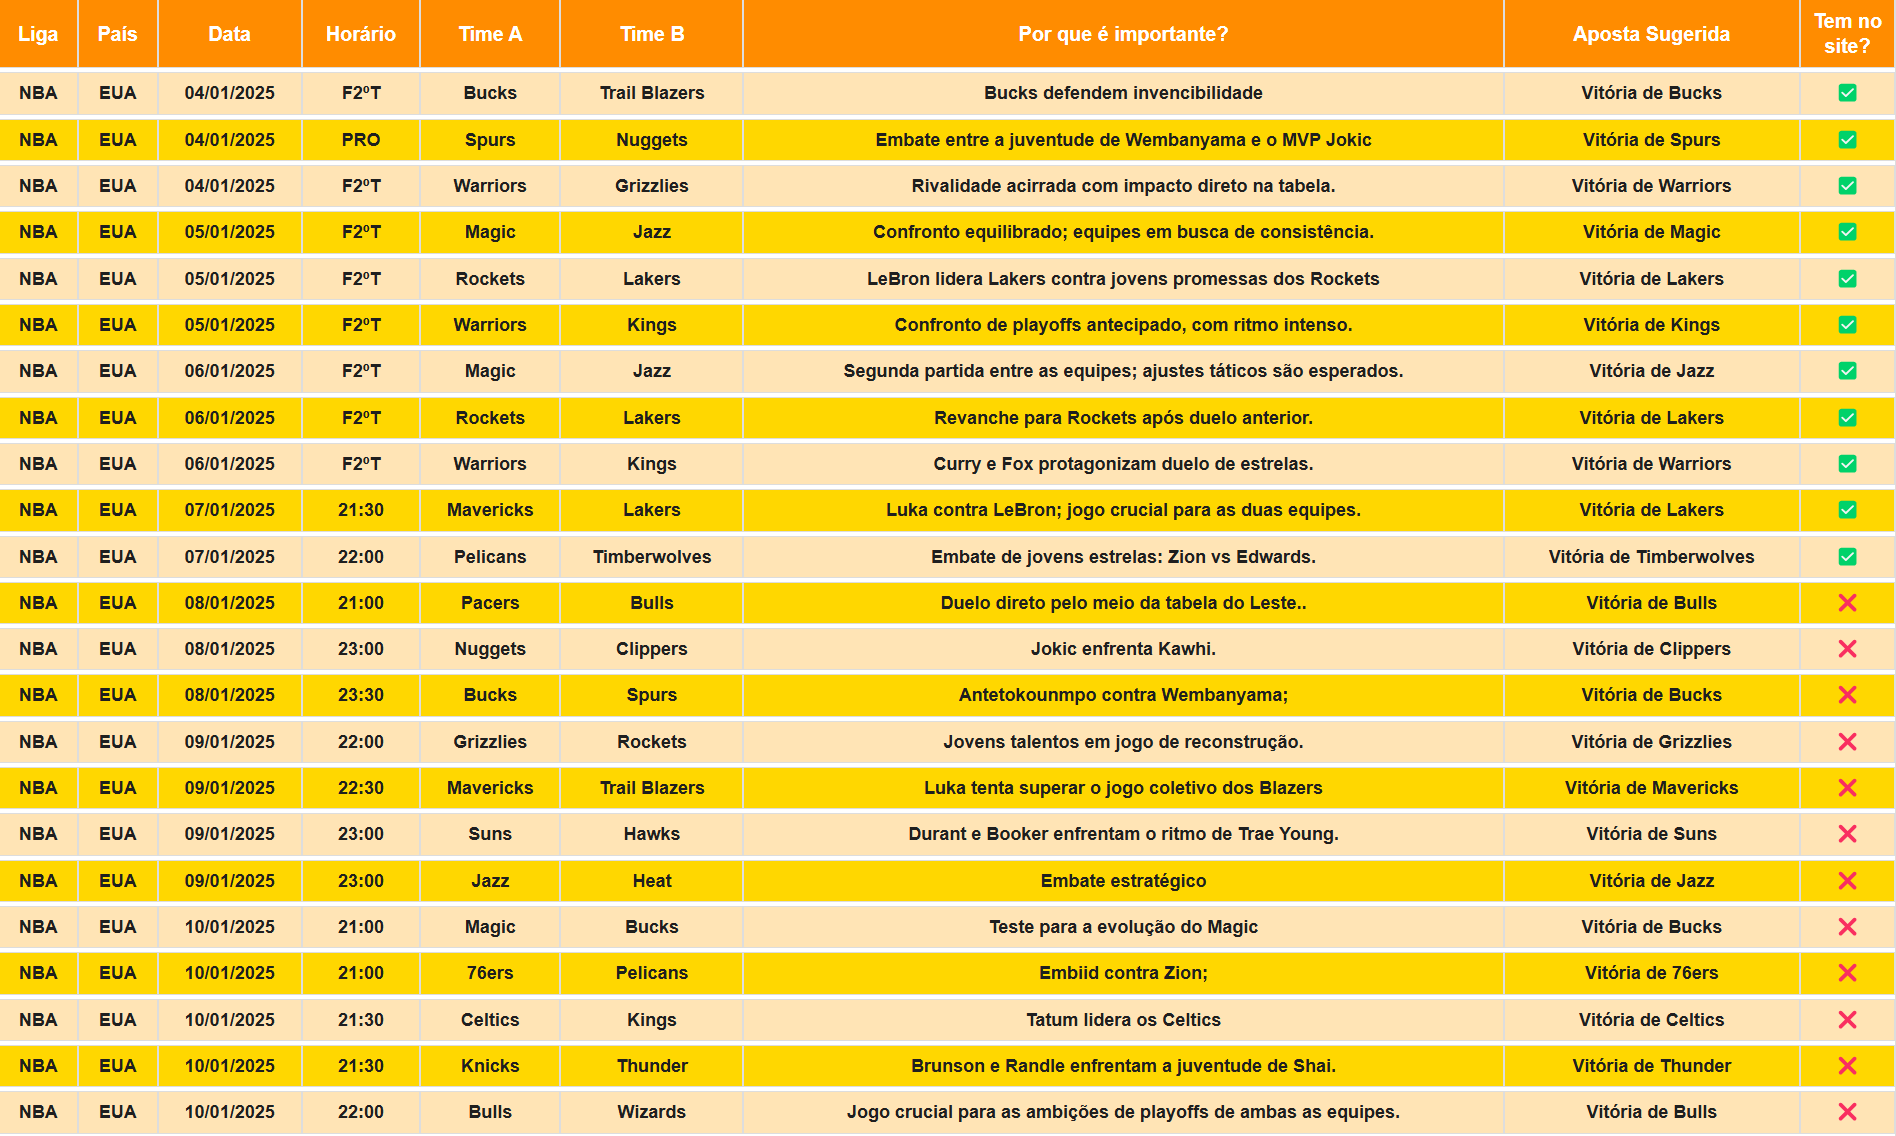 Liga País Data Horário Time A Time B Por que é importante? Aposta Sugerida Tem no site?
NBA EUA 04/01/2025 F2ºT Bucks Trail Blazers Bucks defendem invencibilidade Vitória de Bucks ✅
NBA EUA 04/01/2025 PRO Spurs Nuggets Embate entre a juventude de Wembanyama e o MVP Jokic Vitória de Spurs ✅
NBA EUA 04/01/2025 F2ºT Warriors Grizzlies Rivalidade acirrada com impacto direto na tabela. Vitória de Warriors ✅
NBA EUA 05/01/2025 F2ºT Magic Jazz Confronto equilibrado; equipes em busca de consistência. Vitória de Magic ✅
NBA EUA 05/01/2025 F2ºT Rockets Lakers LeBron lidera Lakers contra jovens promessas dos Rockets Vitória de Lakers ✅
NBA EUA 05/01/2025 F2ºT Warriors Kings Confronto de playoffs antecipado, com ritmo intenso. Vitória de Kings ✅
NBA EUA 06/01/2025 F2ºT Magic Jazz Segunda partida entre as equipes; ajustes táticos são esperados. Vitória de Jazz ✅
NBA EUA 06/01/2025 F2ºT Rockets Lakers Revanche para Rockets após duelo anterior. Vitória de Lakers ✅
NBA EUA 06/01/2025 F2ºT Warriors Kings Curry e Fox protagonizam duelo de estrelas. Vitória de Warriors ✅
NBA EUA 07/01/2025 21:30 Mavericks Lakers Luka contra LeBron; jogo crucial para as duas equipes. Vitória de Lakers ✅
NBA EUA 07/01/2025 22:00 Pelicans Timberwolves Embate de jovens estrelas: Zion vs Edwards. Vitória de Timberwolves ✅
NBA EUA 08/01/2025 21:00 Pacers Bulls Duelo direto pelo meio da tabela do Leste.. Vitória de Bulls ❌
NBA EUA 08/01/2025 23:00 Nuggets Clippers Jokic enfrenta Kawhi. Vitória de Clippers ❌
NBA EUA 08/01/2025 23:30 Bucks Spurs Antetokounmpo contra Wembanyama; Vitória de Bucks ❌
NBA EUA 09/01/2025 22:00 Grizzlies Rockets Jovens talentos em jogo de reconstrução. Vitória de Grizzlies ❌
NBA EUA 09/01/2025 22:30 Mavericks Trail Blazers Luka tenta superar o jogo coletivo dos Blazers Vitória de Mavericks ❌
NBA EUA 09/01/2025 23:00 Suns Hawks Durant e Booker enfrentam o ritmo de Trae Young. Vitória de Suns ❌
NBA EUA 09/01/2025 23:00 Jazz Heat Embate estratégico Vitória de Jazz ❌
NBA EUA 10/01/2025 21:00 Magic Bucks Teste para a evolução do Magic Vitória de Bucks ❌
NBA EUA 10/01/2025 21:00 76ers Pelicans Embiid contra Zion; Vitória de 76ers ❌
NBA EUA 10/01/2025 21:30 Celtics Kings Tatum lidera os Celtics Vitória de Celtics ❌
NBA EUA 10/01/2025 21:30 Knicks Thunder Brunson e Randle enfrentam a juventude de Shai. Vitória de Thunder ❌
NBA EUA 10/01/2025 22:00 Bulls Wizards Jogo crucial para as ambições de playoffs de ambas as equipes. Vitória de Bulls ❌